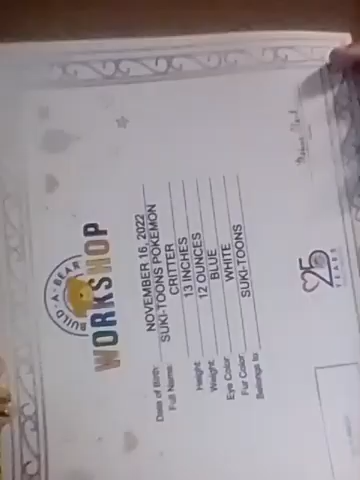 BUILD-A-BEAR
WORKSHOP
Date of Birth: NOVEMBER 16, 2022
Full Name: SUKI-TOONS POKEMON
CRITTER
Height: 13 INCHES
Weight: 12 OUNCES
Eye Color: BLUE
Fur Color: WHITE
Belongs to: SUKI-TOONS
25
YEARS